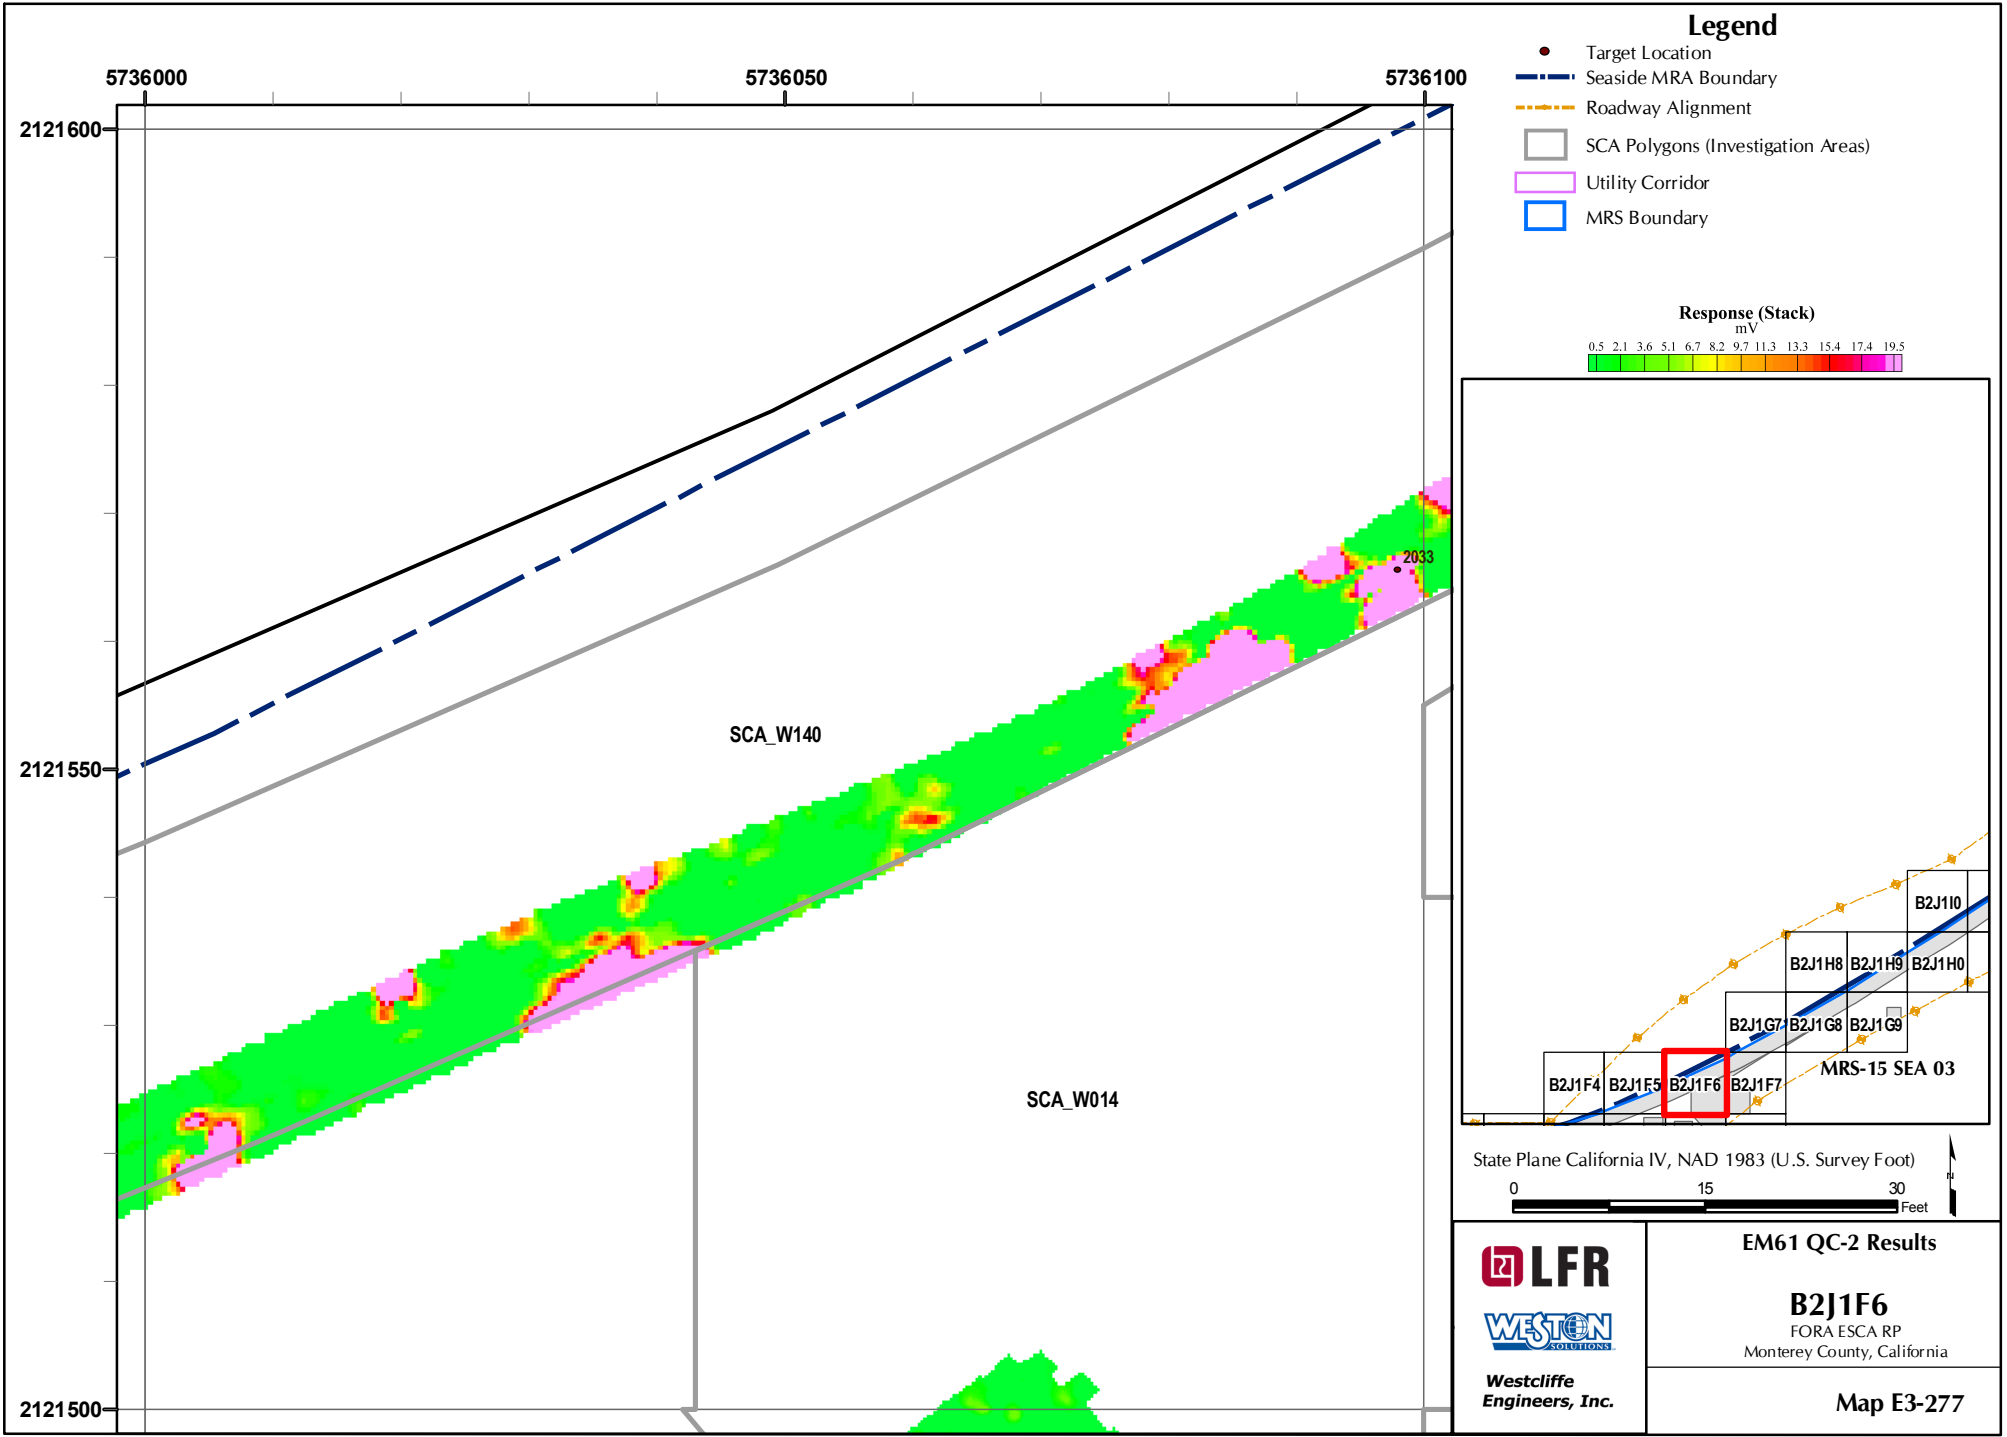 Legend
Target Location
Seaside MRA Boundary
Roadway Alignment
SCA Polygons (Investigation Areas)
Utility Corridor
MRS Boundary
5736000
5736050
5736100
2121600
2121550
2121500
Response (Stack)
mV
0.5 2.1 3.6 5.1 6.7 8.2 9.7 11.3 13.3 15.4 17.4 19.5
2033
SCA_W140
SCA_W014
B2J1I0
B2J1H8 B2J1H9 B2J1H0
B2J1G7 B2J1G8 B2J1G9
B2J1F4 B2J1F5 B2J1F6 B2J1F7
MRS-15 SEA 03
State Plane California IV, NAD 1983 (U.S. Survey Foot)
0 15 30
Feet
N
LFR
WESTON
SOLUTIONS
Westcliffe
Engineers, Inc.
EM61 QC-2 Results
B2J1F6
FORA ESCA RP
Monterey County, California
Map E3-277